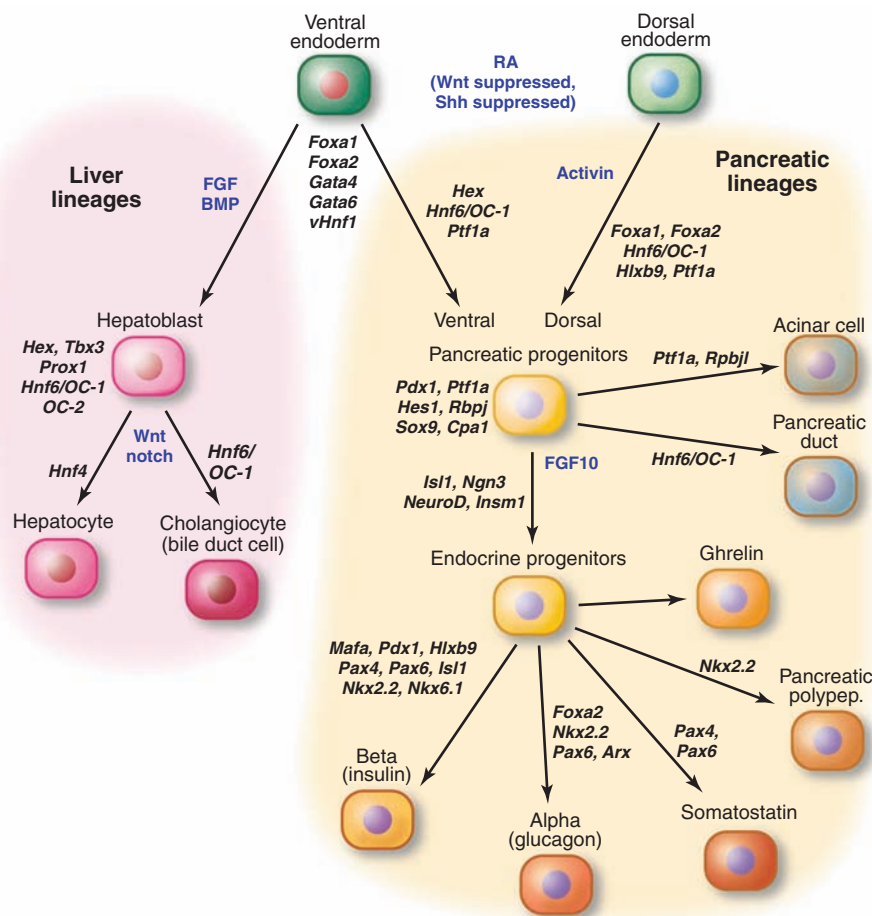 Ventral
endoderm
Dorsal
endoderm
RA
(Wnt suppressed,
Shh suppressed)
Liver
lineages
Pancreatic
lineages
FGF
BMP
Foxa1
Foxa2
Gata4
Gata6
vHnf1
Hex
Hnf6/OC-1
Ptf1a
Activin
Foxa1, Foxa2
Hnf6/OC-1
Hlxb9, Ptf1a
Hepatoblast
Hex, Tbx3
Prox1
Hnf6/OC-1
OC-2
Wnt
notch
Hnf4
Hnf6/
OC-1
Hepatocyte
Cholangiocyte
(bile duct cell)
Ventral
Dorsal
Pancreatic progenitors
Pdx1, Ptf1a
Hes1, Rbpj
Sox9, Cpa1
Ptf1a, Rpbjl
Acinar cell
Hnf6/OC-1
Pancreatic
duct
FGF10
Isl1, Ngn3
NeuroD, Insm1
Endocrine progenitors
Ghrelin
Mafa, Pdx1, Hlxb9
Pax4, Pax6, Isl1
Nkx2.2, Nkx6.1
Foxa2
Nkx2.2
Pax6, Arx
Pax4,
Pax6
Nkx2.2
Pancreatic
polypep.
Beta
(insulin)
Alpha
(glucagon)
Somatostatin